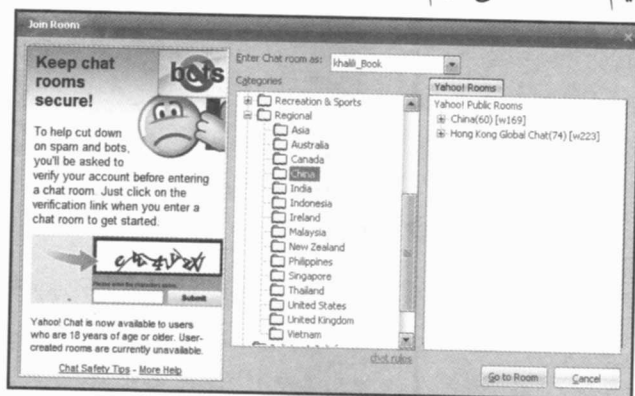 Join Room
Keep chat
rooms
secure!
bots
To help cut down
on spam and bots,
you'll be asked to
verify your account before entering
a chat room. Just click on the
verification link when you enter a
chat room to get started.
Please enter the characters below
Submit
Yahoo! Chat is now available to users
who are 18 years of age or older. User-
created rooms are currently unavailable.
Chat Safety Tips - More Help
Enter Chat room as: khalili_Book
Categories
Recreation & Sports
Regional
Asia
Australia
Canada
China
India
Indonesia
Ireland
Malaysia
New Zealand
Philippines
Singapore
Thailand
United States
United Kingdom
Vietnam
chat rules
Yahoo! Rooms
Yahoo! Public Rooms
China(60) [w169]
Hong Kong Global Chat(74) [w223]
Go to Room
Cancel